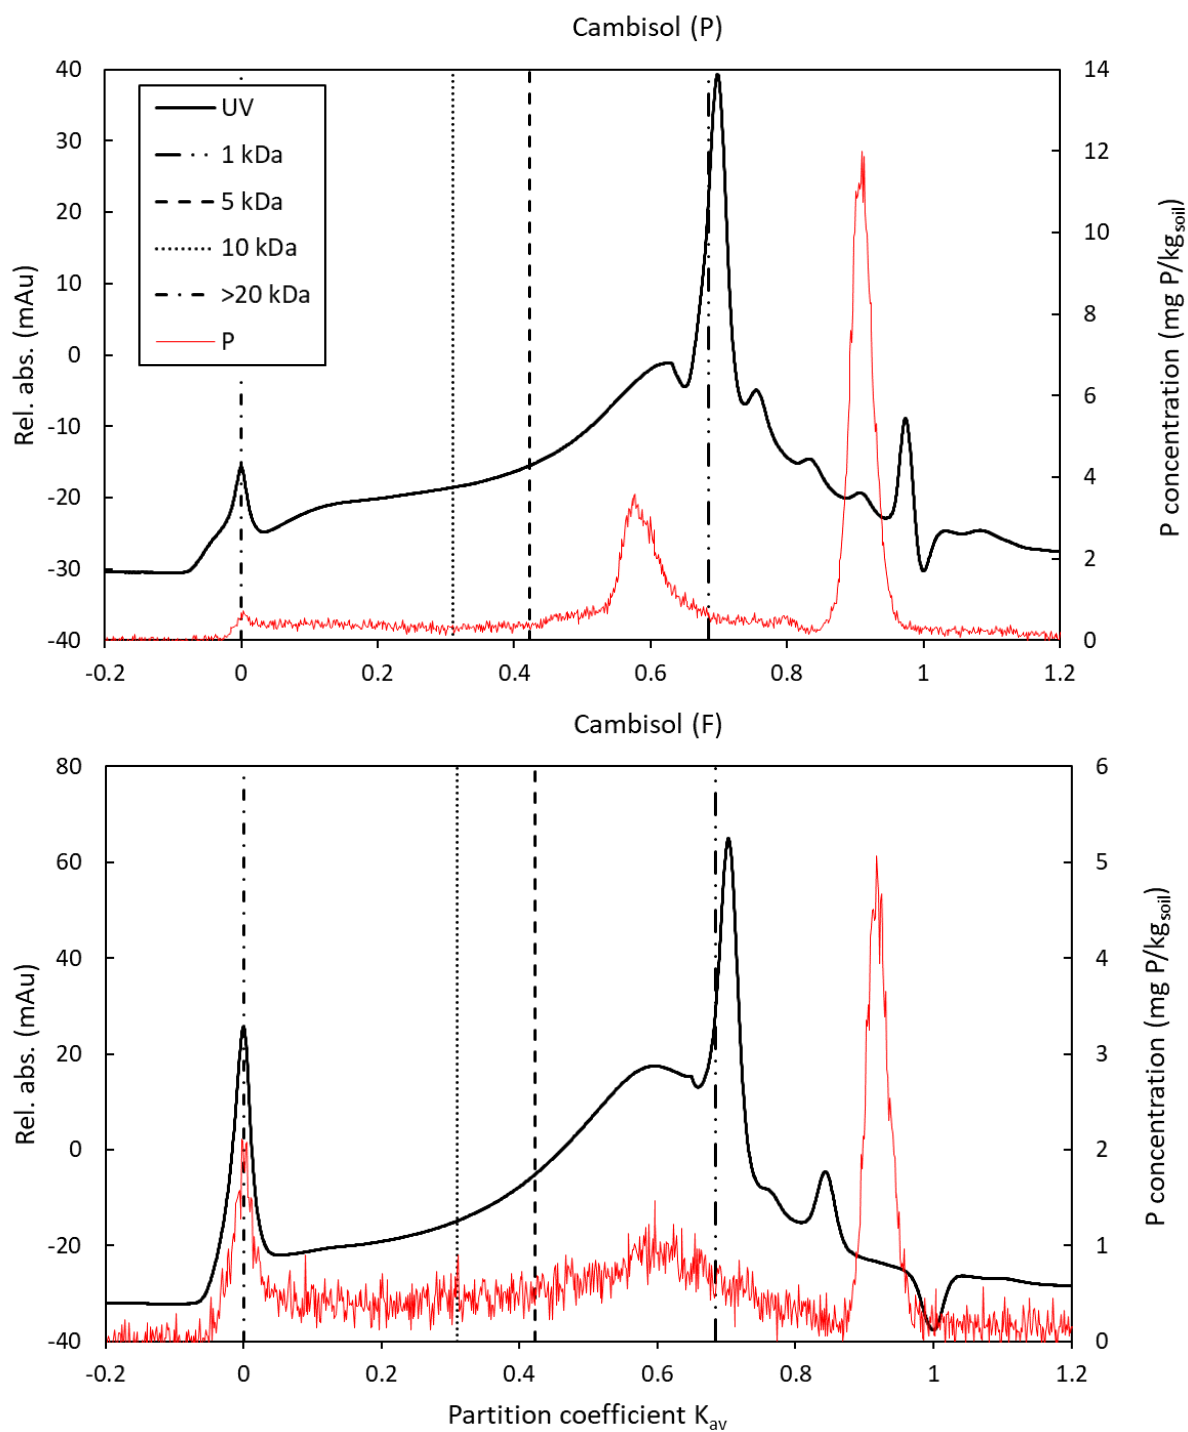 Cambisol (P)
40
30
20
10
0
-10
-20
-30
-40
Rel. abs. (mAu)
UV
1 kDa
5 kDa
10 kDa
>20 kDa
P
14
12
10
8
6
4
2
0
P concentration (mg P/kgsoil)
-0.2 0 0.2 0.4 0.6 0.8 1 1.2
Cambisol (F)
80
60
40
20
0
-20
-40
Rel. abs. (mAu)
6
5
4
3
2
1
0
P concentration (mg P/kgsoil)
-0.2 0 0.2 0.4 0.6 0.8 1 1.2
Partition coefficient Kav